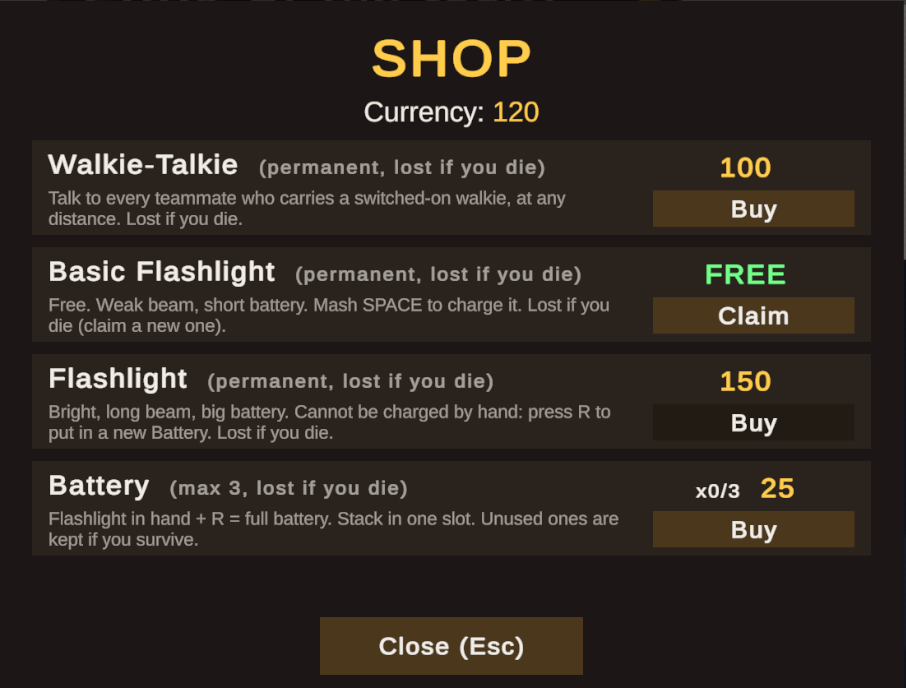 SHOP
Currency: 120
Walkie-Talkie (permanent, lost if you die)
100
Talk to every teammate who carries a switched-on walkie, at any
distance. Lost if you die.
Buy
Basic Flashlight (permanent, lost if you die)
FREE
Free. Weak beam, short battery. Mash SPACE to charge it. Lost if you
die (claim a new one).
Claim
Flashlight (permanent, lost if you die)
150
Bright, long beam, big battery. Cannot be charged by hand: press R to
put in a new Battery. Lost if you die.
Buy
Battery (max 3, lost if you die)
x0/3 25
Flashlight in hand + R = full battery. Stack in one slot. Unused ones are
kept if you survive.
Buy
Close (Esc)